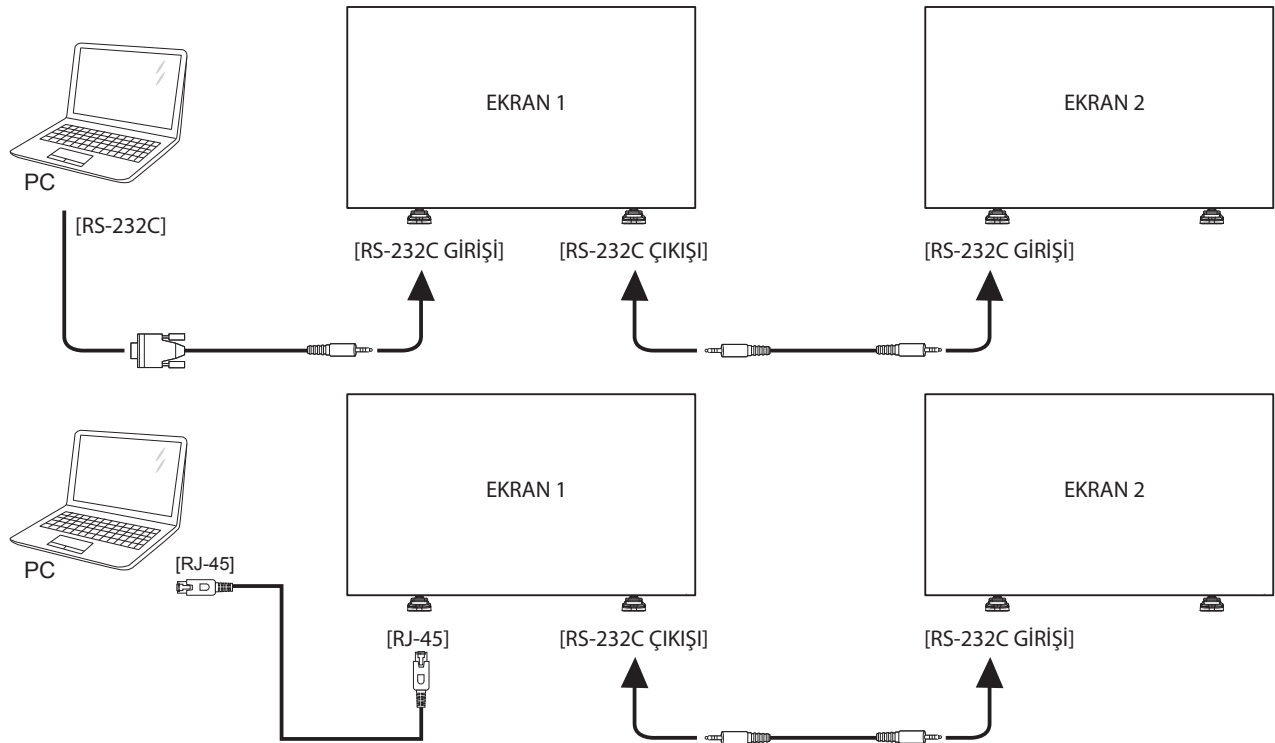 EKRAN 1
EKRAN 2
PC
[RS-232C]
[RS-232C GİRİŞİ]
[RS-232C ÇIKIŞI]
[RS-232C GİRİŞİ]
EKRAN 1
EKRAN 2
PC
[RJ-45]
[RJ-45]
[RS-232C ÇIKIŞI]
[RS-232C GİRİŞİ]